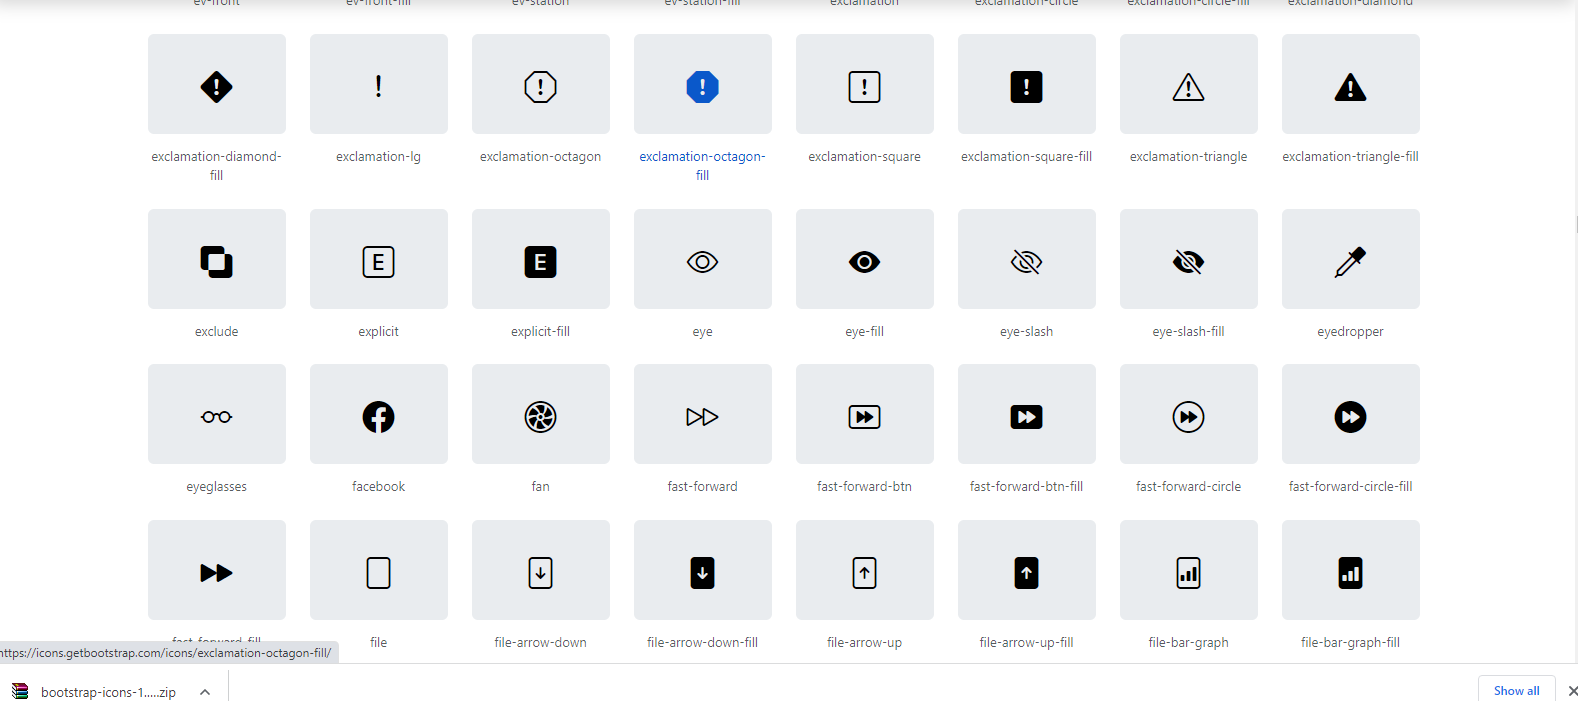 ev-front ev-front-fill ev-station ev-station-fill exclamation exclamation-circle exclamation-circle-fill exclamation-diamond
! ! ! ! ! ! ! !
exclamation-diamond-fill exclamation-lg exclamation-octagon exclamation-octagon-fill exclamation-square exclamation-square-fill exclamation-triangle exclamation-triangle-fill
E E
exclude explicit explicit-fill eye eye-fill eye-slash eye-slash-fill eyedropper
eyeglasses facebook fan fast-forward fast-forward-btn fast-forward-btn-fill fast-forward-circle fast-forward-circle-fill
fast-forward-fill file file-arrow-down file-arrow-down-fill file-arrow-up file-arrow-up-fill file-bar-graph file-bar-graph-fill
https://icons.getbootstrap.com/icons/exclamation-octagon-fill/
bootstrap-icons-1.....zip Show all